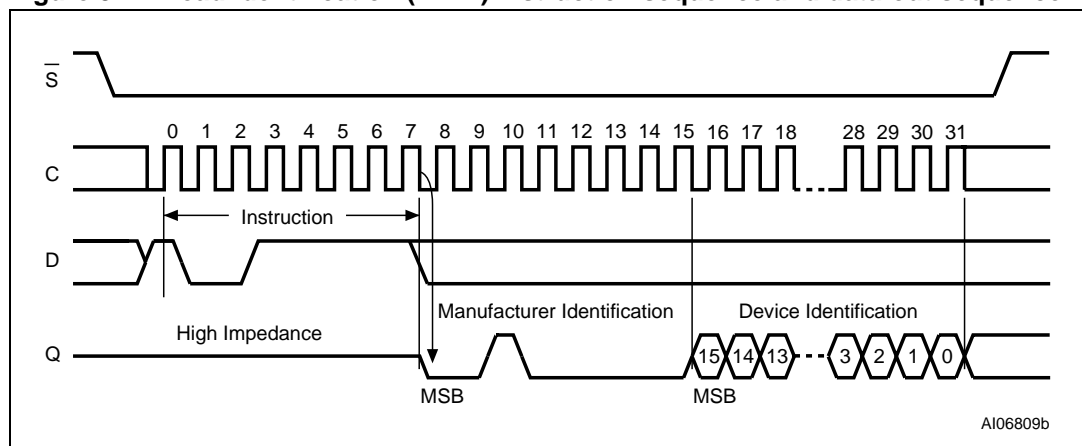 S
0 1 2 3 4 5 6 7 8 9 10 11 12 13 14 15 16 17 18 28 29 30 31
C
Instruction
D
Manufacturer Identification Device Identification
High Impedance
Q 15 14 13 3 2 1 0
MSB MSB
AI06809b